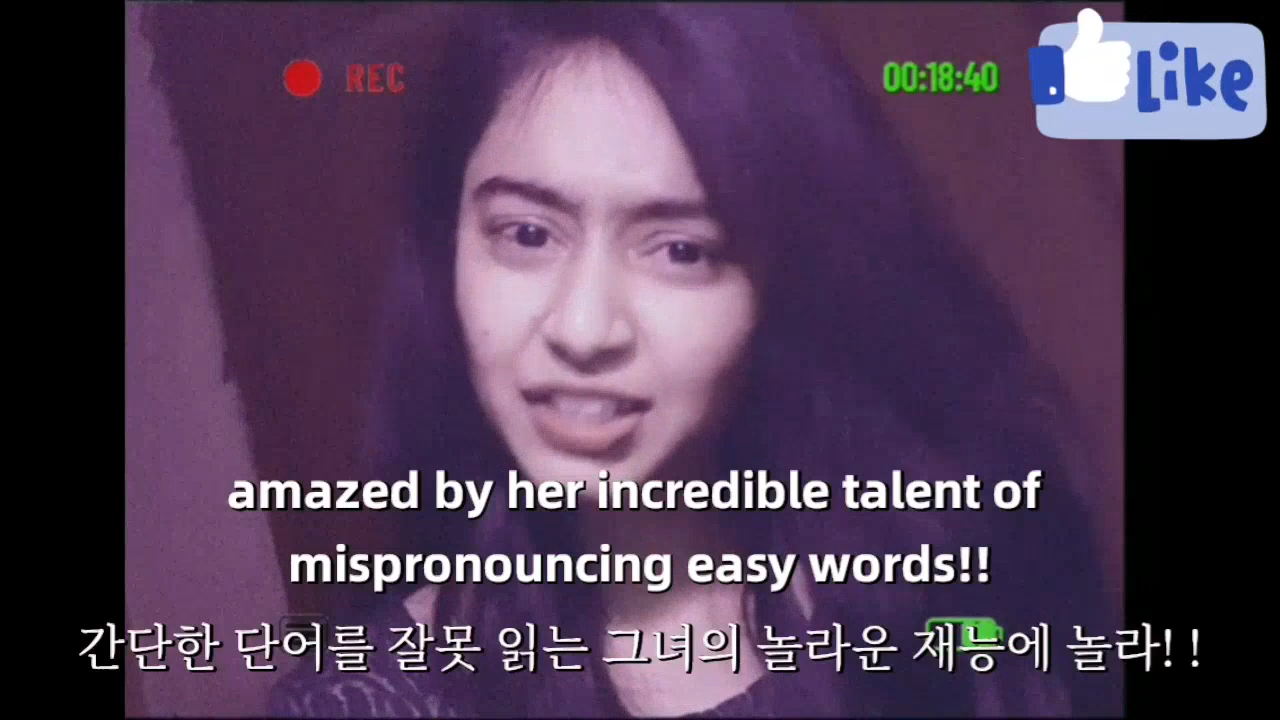 REC
00:18:40
Like
amazed by her incredible talent of
mispronouncing easy words!!
간단한 단어를 잘못 읽는 그녀의 놀라운 재능에 놀라! !